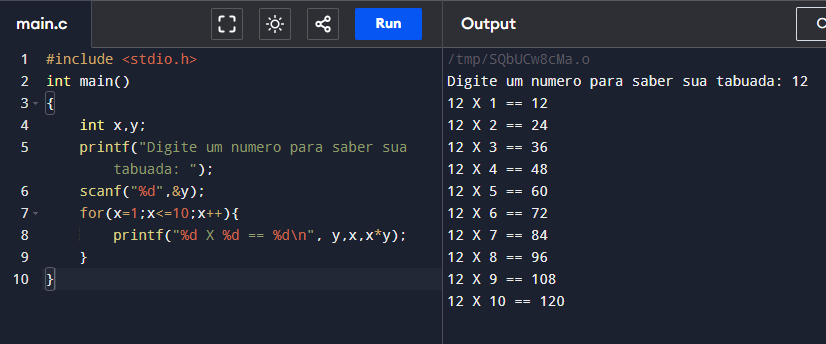 main.c
Run
Output
C
1 #include <stdio.h>
2 int main()
3 {
4 int x,y;
5 printf("Digite um numero para saber sua
tabuada: ");
6 scanf("%d",&y);
7 for(x=1;x<=10;x++){
8 printf("%d X %d == %d\n", y,x,x*y);
9 }
10 }
/tmp/SQbUCw8cMa.o
Digite um numero para saber sua tabuada: 12
12 X 1 == 12
12 X 2 == 24
12 X 3 == 36
12 X 4 == 48
12 X 5 == 60
12 X 6 == 72
12 X 7 == 84
12 X 8 == 96
12 X 9 == 108
12 X 10 == 120